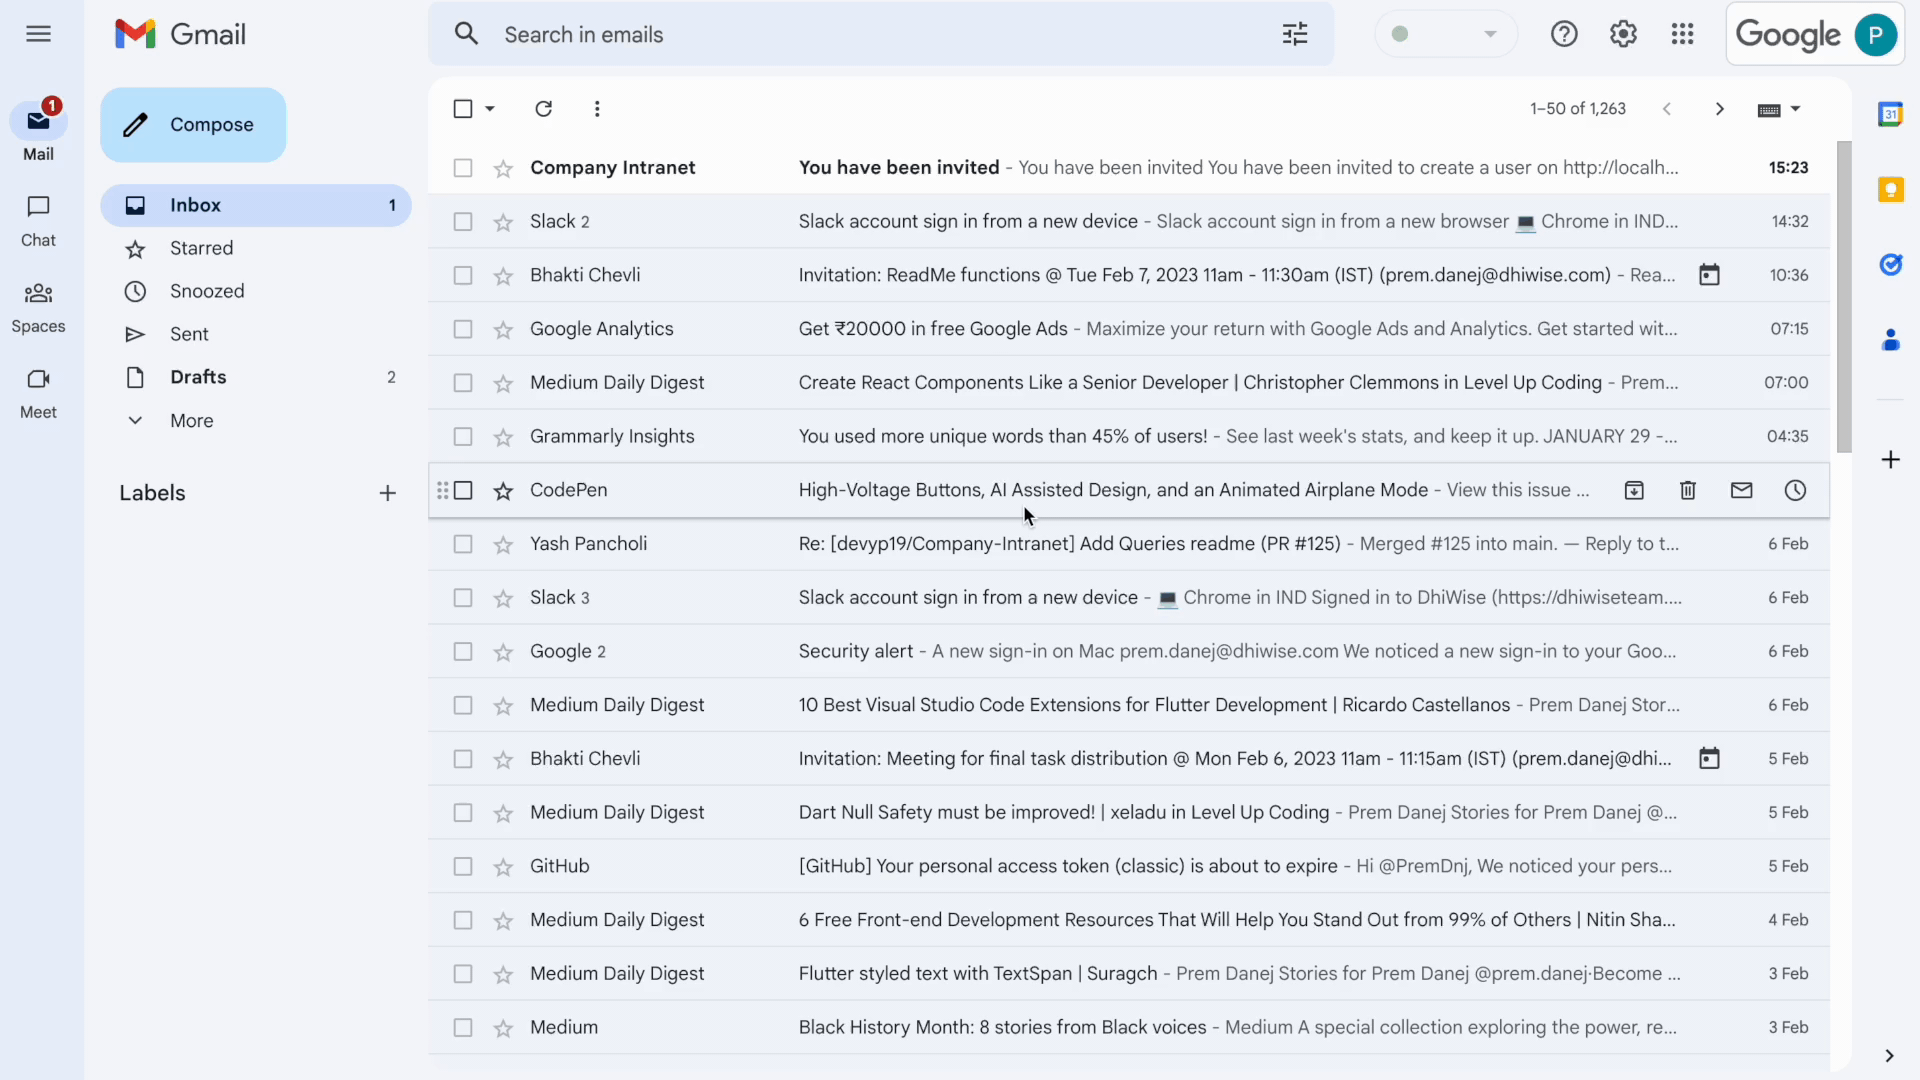 Gmail
Search in emails
Google
P
1
Mail
Chat
Spaces
Meet
Compose
Inbox 1
Starred
Snoozed
Sent
Drafts 2
More
Labels
1–50 of 1,263
Company Intranet You have been invited - You have been invited You have been invited to create a user on http://localh... 15:23
Slack 2 Slack account sign in from a new device - Slack account sign in from a new browser 💻 Chrome in IND... 14:32
Bhakti Chevli Invitation: ReadMe functions @ Tue Feb 7, 2023 11am - 11:30am (IST) (prem.danej@dhiwise.com) - Rea... 10:36
Google Analytics Get ₹20000 in free Google Ads - Maximize your return with Google Ads and Analytics. Get started wit... 07:15
Medium Daily Digest Create React Components Like a Senior Developer | Christopher Clemmons in Level Up Coding - Prem... 07:00
Grammarly Insights You used more unique words than 45% of users! - See last week's stats, and keep it up. JANUARY 29 -... 04:35
CodePen High-Voltage Buttons, AI Assisted Design, and an Animated Airplane Mode - View this issue ...
Yash Pancholi Re: [devyp19/Company-Intranet] Add Queries readme (PR #125) - Merged #125 into main. — Reply to t... 6 Feb
Slack 3 Slack account sign in from a new device - 💻 Chrome in IND Signed in to DhiWise (https://dhiwiseteam.... 6 Feb
Google 2 Security alert - A new sign-in on Mac prem.danej@dhiwise.com We noticed a new sign-in to your Goo... 6 Feb
Medium Daily Digest 10 Best Visual Studio Code Extensions for Flutter Development | Ricardo Castellanos - Prem Danej Stor... 6 Feb
Bhakti Chevli Invitation: Meeting for final task distribution @ Mon Feb 6, 2023 11am - 11:15am (IST) (prem.danej@dhi... 5 Feb
Medium Daily Digest Dart Null Safety must be improved! | xeladu in Level Up Coding - Prem Danej Stories for Prem Danej @... 5 Feb
GitHub [GitHub] Your personal access token (classic) is about to expire - Hi @PremDnj, We noticed your pers... 5 Feb
Medium Daily Digest 6 Free Front-end Development Resources That Will Help You Stand Out from 99% of Others | Nitin Sha... 4 Feb
Medium Daily Digest Flutter styled text with TextSpan | Suragch - Prem Danej Stories for Prem Danej @prem.danej·Become ... 3 Feb
Medium Black History Month: 8 stories from Black voices - Medium A special collection exploring the power, re... 3 Feb
31